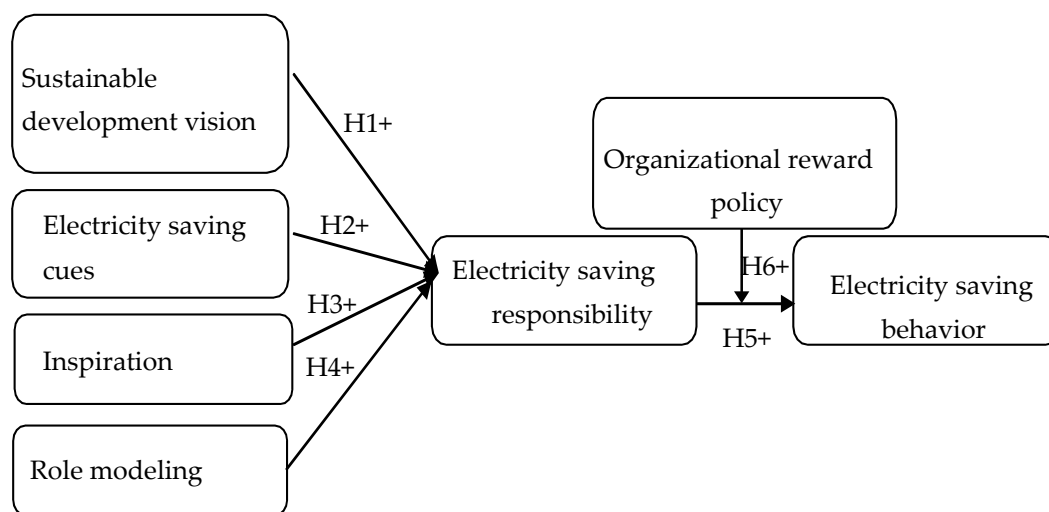 Sustainable
development vision
H1+
Electricity saving
cues
H2+
Inspiration
H3+
Role modeling
H4+
Electricity saving
responsibility
Organizational reward
policy
H6+
H5+
Electricity saving
behavior